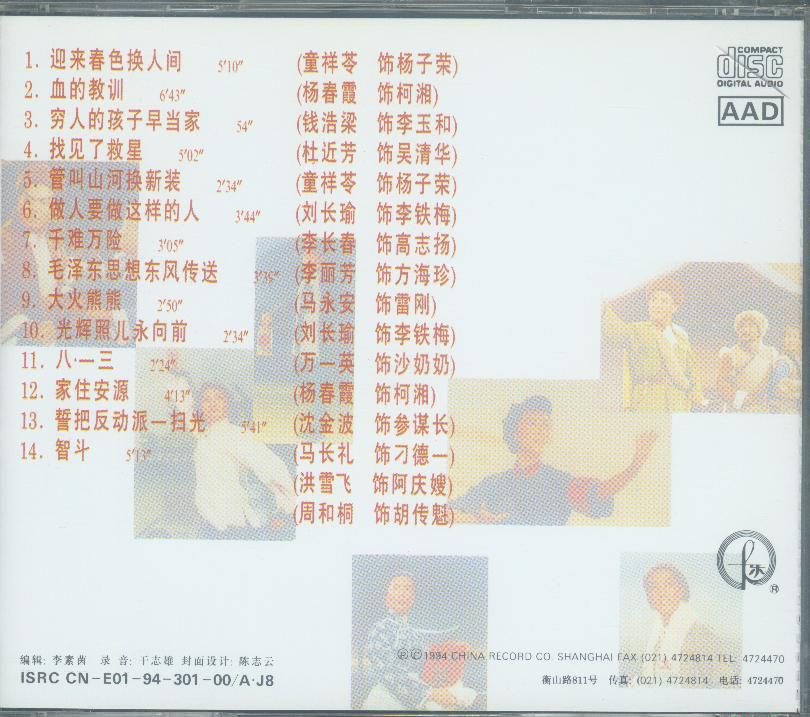 1. 迎来春色换人间 5′10″ (童祥苓 饰杨子荣)
2. 血的教训 6′43″ (杨春霞 饰柯湘)
3. 穷人的孩子早当家 54″ (钱浩梁 饰李玉和)
4. 找见了救星 5′02″ (杜近芳 饰吴清华)
5. 管叫山河换新装 2′34″ (童祥苓 饰杨子荣)
6. 做人要做这样的人 3′44″ (刘长瑜 饰李铁梅)
7. 千难万险 3′05″ (李长春 饰高志扬)
8. 毛泽东思想东风传送 3′35″ (李丽芳 饰方海珍)
9. 大火熊熊 2′50″ (马永安 饰雷刚)
10. 光辉照儿永向前 2′34″ (刘长瑜 饰李铁梅)
11. 八·一三 2′24″ (万一英 饰沙奶奶)
12. 家住安源 4′13″ (杨春霞 饰柯湘)
13. 誓把反动派一扫光 5′41″ (沈金波 饰参谋长)
14. 智斗 5′13″ (马长礼 饰刁德一)
(洪雪飞 饰阿庆嫂)
(周和桐 饰胡传魁)
COMPACT
disc
DIGITAL AUDIO
AAD
®
编辑: 李素茵 录 音: 于志雄 封面设计: 陈志云
ISRC CN-E01-94-301-00/A·J8
℗©1994 CHINA RECORD CO. SHANGHAI FAX (021) 4724814 TEL: 4724470
衡山路811号 传真: (021) 4724814 电话: 4724470